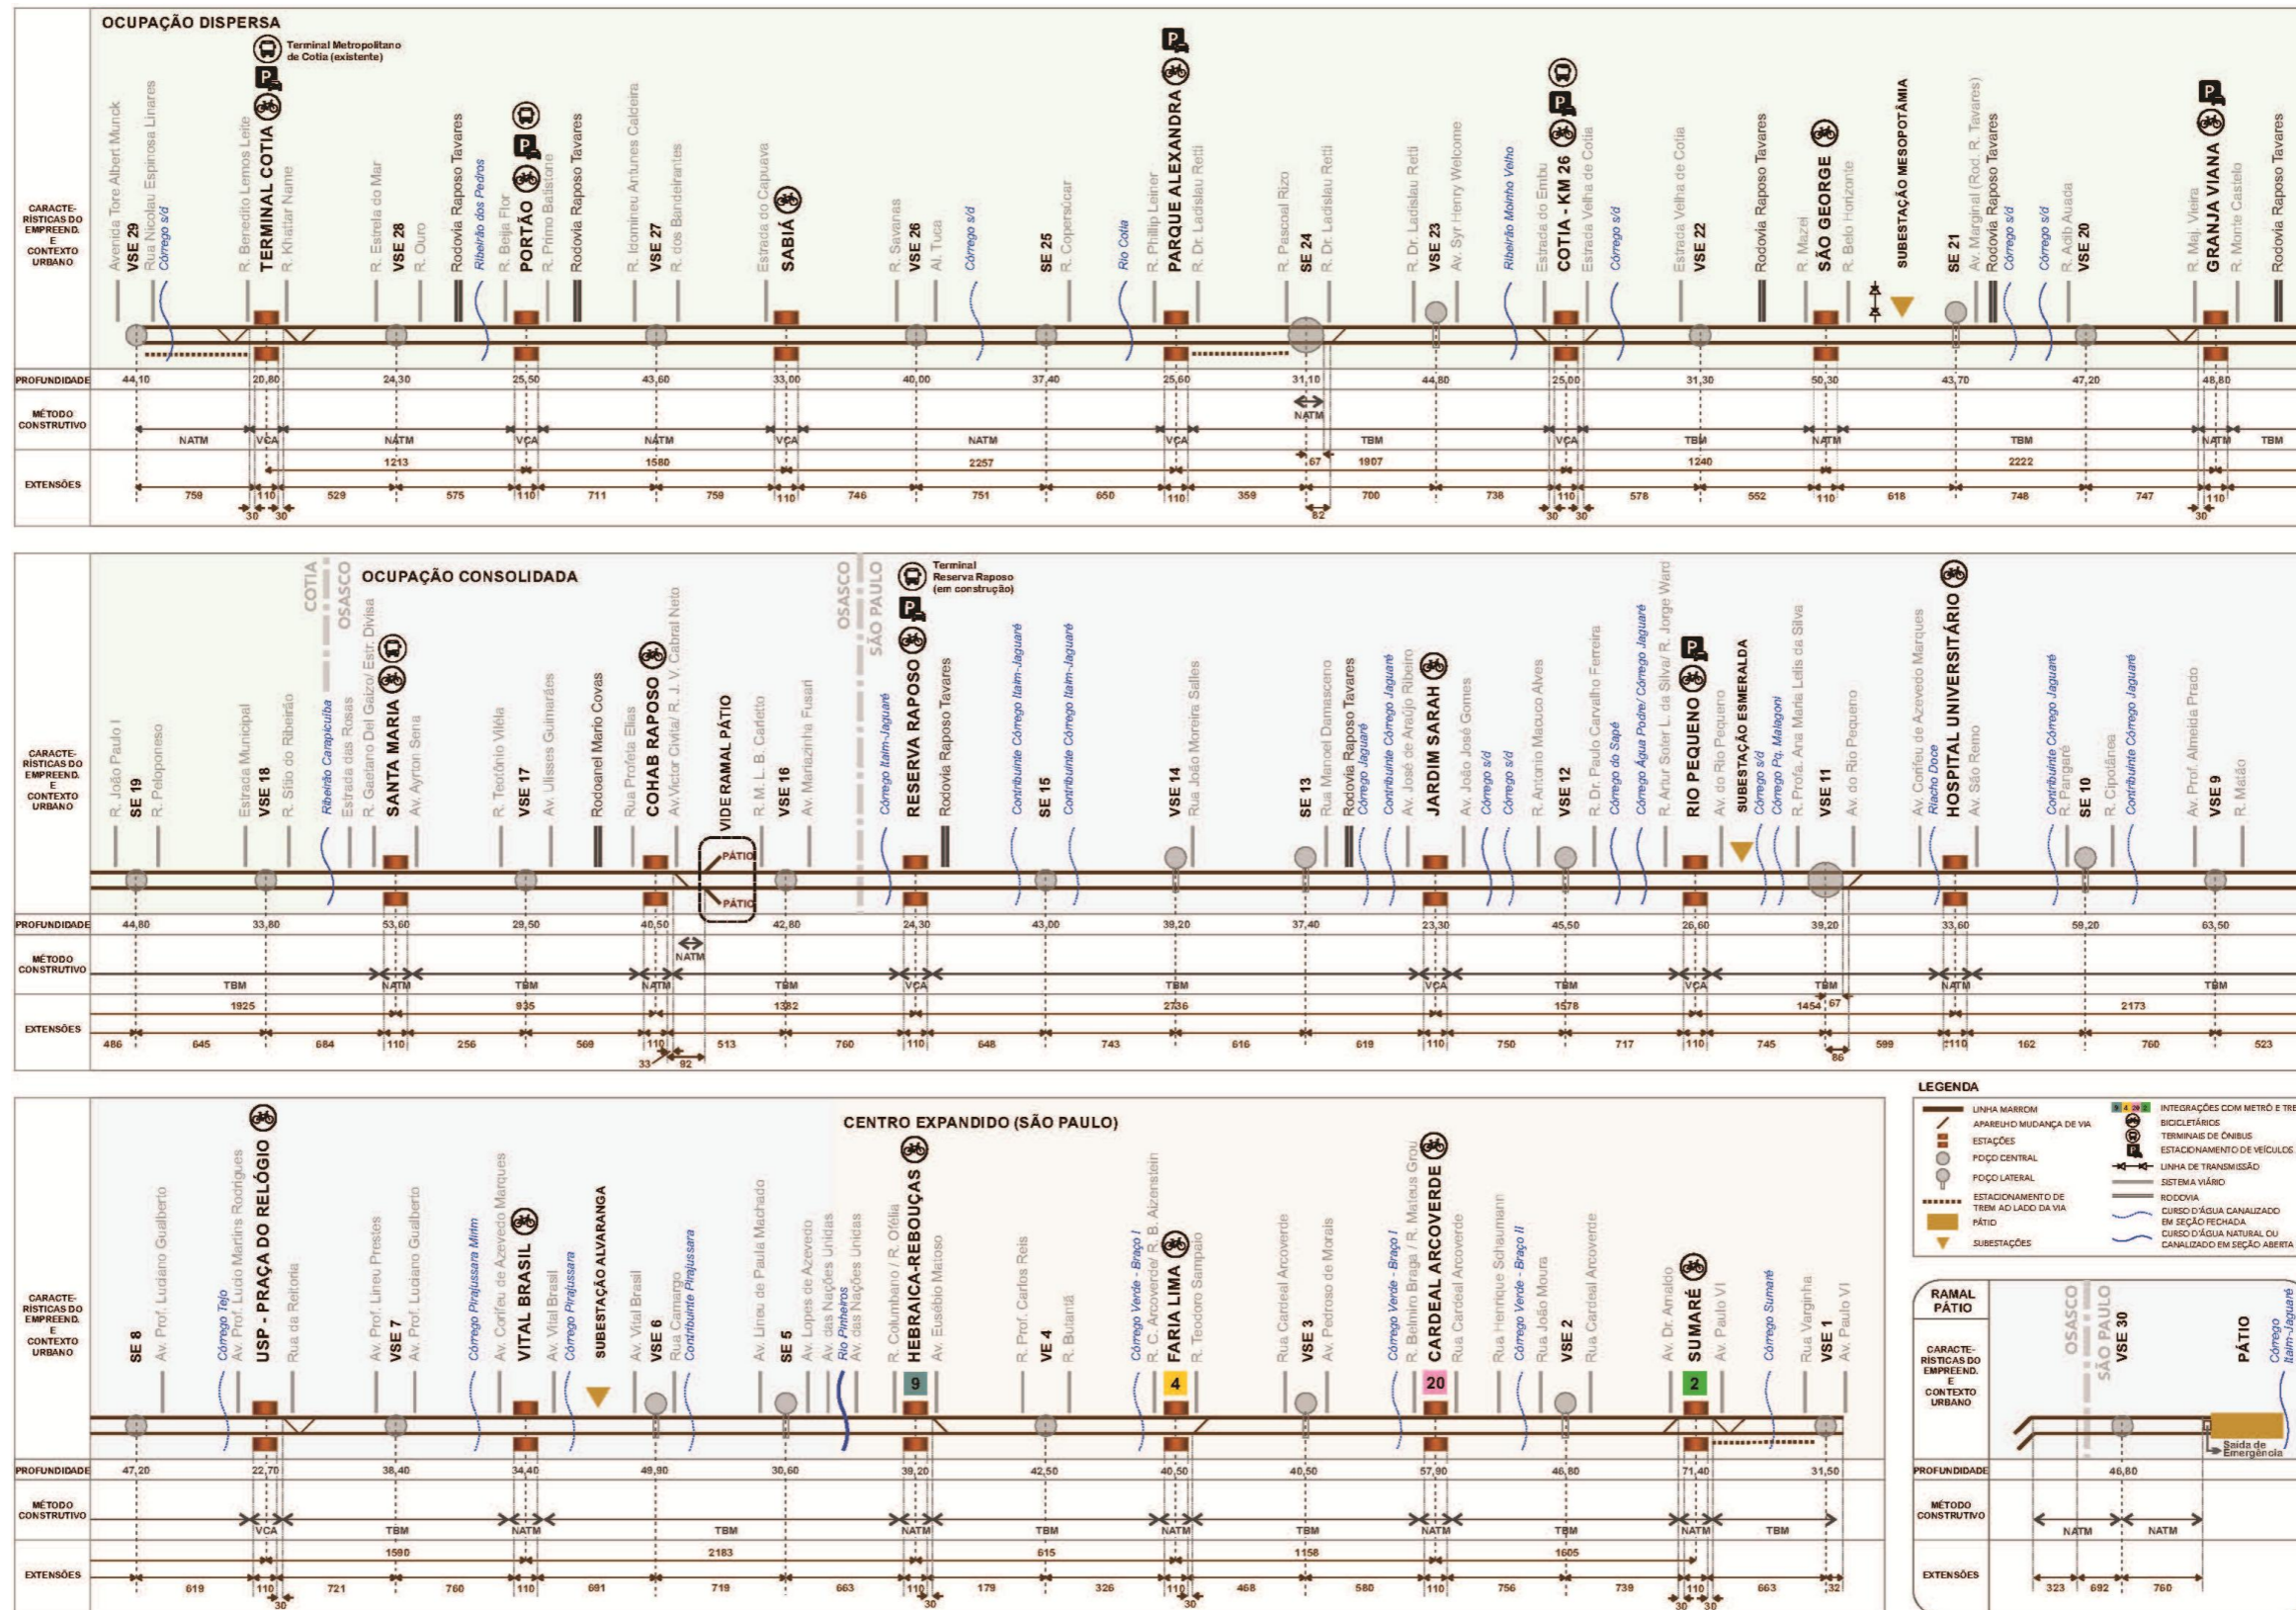 OCUPAÇÃO DISPERSA
Terminal Metropolitano
de Cotia (existente)
CARACTE-
RÍSTICAS DO
EMPREEND.
E
CONTEXTO
URBANO
Avenida Tore Albert Munck
VSE 29
Rua Nicolau Espinosa Linares
Córrego s/d
R. Benedito Lemos Leite
TERMINAL COTIA
R. Khattar Name
R. Estrela do Mar
VSE 28
R. Ouro
Rodovia Raposo Tavares
Ribeirão dos Pedros
R. Beija Flor
PORTÃO
R. Primo Batistone
Rodovia Raposo Tavares
R. Idomineu Antunes Caldeira
VSE 27
R. dos Bandeirantes
Estrada do Capuava
SABIÁ
R. Savanas
VSE 26
Al. Tuca
Córrego s/d
SE 25
R. Copersúcar
Rio Cotia
R. Phillip Leiner
PARQUE ALEXANDRA
R. Dr. Ladislau Retti
R. Pascoal Rizo
SE 24
R. Dr. Ladislau Retti
R. Dr. Ladislau Retti
VSE 23
Av. Syr Henry Welcome
Ribeirão Moinho Velho
Estrada do Embu
COTIA - KM 26
Estrada Velha de Cotia
Córrego s/d
Estrada Velha de Cotia
VSE 22
Rodovia Raposo Tavares
R. Mazel
SÃO GEORGE
R. Belo Horizonte
SUBESTAÇÃO MESOPOTÂMIA
SE 21
Av. Marginal (Rod. R. Tavares)
Rodovia Raposo Tavares
Córrego s/d
Córrego s/d
R. Adib Auada
VSE 20
R. Maj. Vieira
GRANJA VIANA
R. Monte Castelo
Rodovia Raposo Tavares
PROFUNDIDADE 44,10 20,80 24,30 25,50 43,60 33,00 40,00 37,40 25,60 31,10 44,80 25,00 31,30 50,30 43,70 47,20 48,80
MÉTODO
CONSTRUTIVO
NATM
NATM VCA NATM VCA NATM VCA NATM VCA TBM VCA TBM NATM TBM NATM TBM
EXTENSÕES
1213 1580 2257 67 1907 1240 2222
759 110 529 575 110 711 759 110 746 751 650 110 359 700 738 110 578 552 110 618 748 747 110
30 30 82 30 30 30
COTIA
OSASCO
OCUPAÇÃO CONSOLIDADA
OSASCO
SÃO PAULO
Terminal
Reserva Raposo
(em construção)
CARACTE-
RÍSTICAS DO
EMPREEND.
E
CONTEXTO
URBANO
R. João Paulo I
SE 19
R. Peloponeso
Estrada Municipal
VSE 18
R. Sítio do Ribeirão
Ribeirão Carapicuíba
Estrada das Rosas
R. Gaetano Del Gaizo/ Estr. Divisa
SANTA MARIA
Av. Ayrton Sena
R. Teotônio Vilela
VSE 17
Av. Ulisses Guimarães
Rodoanel Mario Covas
Rua Profeta Elias
COHAB RAPOSO
Av.Victor Civita/ R. J. V. Cabral Neto
VIDE RAMAL PÁTIO
PÁTIO
PÁTIO
R. M. L. B. Carletto
VSE 16
Av. Mariazinha Fusari
Córrego Itaim-Jaguaré
RESERVA RAPOSO
Rodovia Raposo Tavares
Contribuinte Córrego Itaim-Jaguaré
SE 15
Contribuinte Córrego Itaim-Jaguaré
VSE 14
Rua João Moreira Salles
SE 13
Rua Manoel Damasceno
Rodovia Raposo Tavares
Córrego Jaguaré
Contribuinte Córrego Jaguaré
Av. José de Araújo Ribeiro
JARDIM SARAH
Av. João José Gomes
Córrego s/d
Córrego s/d
R. Antonio Macuco Alves
VSE 12
R. Dr. Paulo Carvalho Ferreira
Córrego do Sapé
Córrego Água Podre/ Córrego Jaguaré
R. Artur Soter L. da Silva/ R. Jorge Ward
RIO PEQUENO
Av. do Rio Pequeno
SUBESTAÇÃO ESMERALDA
Córrego s/d
Córrego Pq. Malagoni
R. Profa. Ana Maria Lelis da Silva
VSE 11
Av. do Rio Pequeno
Av. Corifeu de Azevedo Marques
Riacho Doce
HOSPITAL UNIVERSITÁRIO
Av. São Remo
Contribuinte Córrego Jaguaré
R. Pangaré
SE 10
R. Cipotânea
Contribuinte Córrego Jaguaré
Av. Prof. Almeida Prado
VSE 9
R. Maião
PROFUNDIDADE 44,80 33,80 53,60 29,50 40,50 42,80 24,30 43,00 39,20 37,40 23,30 45,50 26,60 39,20 33,60 59,20 63,50
MÉTODO
CONSTRUTIVO
NATM
TBM NATM TBM NATM TBM VCA TBM VCA TBM VCA TBM NATM TBM
EXTENSÕES
1925 935 1382 2736 1578 1454 67 2173
486 645 684 110 256 569 110 513 760 110 648 743 616 619 110 750 717 110 745 599 110 162 760 523
33 92 86
CENTRO EXPANDIDO (SÃO PAULO)
CARACTE-
RÍSTICAS DO
EMPREEND.
E
CONTEXTO
URBANO
SE 8
Av. Prof. Luciano Gualberto
Córrego Tejo
Av. Prof. Lucio Martins Rodrigues
USP - PRAÇA DO RELÓGIO
Rua da Reitoria
Av. Prof. Lineu Prestes
VSE 7
Av. Prof. Luciano Gualberto
Córrego Pirajussara Mirim
Av. Corifeu de Azevedo Marques
VITAL BRASIL
Av. Vital Brasil
Córrego Pirajussara
SUBESTAÇÃO ALVARANGA
Av. Vital Brasil
VSE 6
Rua Camargo
Contribuinte Pirajussara
Av. Lineu de Paula Machado
SE 5
Av. Lopes de Azevedo
Av. das Nações Unidas
Rio Pinheiros
Av. das Nações Unidas
R. Columbano / R. Ofélia
HEBRAICA-REBOUÇAS
9
Av. Eusébio Matoso
R. Prof. Carlos Reis
VE 4
R. Butantã
Córrego Verde - Braço I
R. C. Arcoverde/ R. B. Aizenstein
FARIA LIMA
4
R. Teodoro Sampaio
Rua Cardeal Arcoverde
VSE 3
Av. Pedroso de Morais
Córrego Verde - Braço I
R. Belmiro Braga / R. Mateus Grou
CARDEAL ARCOVERDE
20
Rua Cardeal Arcoverde
Rua Henrique Schaumann
Córrego Verde - Braço II
Rua João Moura
VSE 2
Rua Cardeal Arcoverde
Av. Dr. Arnaldo
SUMARÉ
2
Av. Paulo VI
Córrego Sumaré
Rua Varginha
VSE 1
Av. Paulo VI
PROFUNDIDADE 47,20 22,70 38,40 34,40 49,90 30,60 39,20 42,50 40,50 40,50 57,90 46,80 71,40 31,50
MÉTODO
CONSTRUTIVO
VCA TBM NATM TBM NATM TBM NATM TBM NATM TBM NATM TBM
EXTENSÕES
1590 2183 615 1158 1605
619 110 721 760 110 691 719 663 110 179 326 110 468 580 110 756 739 110 663 32
30 30 30 30 30
LEGENDA
LINHA MARROM
APARELHO MUDANÇA DE VIA
ESTAÇÕES
POÇO CENTRAL
POÇO LATERAL
ESTACIONAMENTO DE
TREM AO LADO DA VIA
PÁTIO
SUBESTAÇÕES
9 4 20 2 INTEGRAÇÕES COM METRÔ E TRE
BICICLETÁRIOS
TERMINAIS DE ÔNIBUS
ESTACIONAMENTO DE VEÍCULOS
LINHA DE TRANSMISSÃO
SISTEMA VIÁRIO
RODOVIA
CURSO D'ÁGUA CANALIZADO
EM SEÇÃO FECHADA
CURSO D'ÁGUA NATURAL OU
CANALIZADO EM SEÇÃO ABERTA
RAMAL
PÁTIO
CARACTE-
RÍSTICAS DO
EMPREEND.
E
CONTEXTO
URBANO
OSASCO
SÃO PAULO
VSE 30
PÁTIO
Córrego
Itaim-Jaguaré
Saída de
Emergência
PROFUNDIDADE 46,80
MÉTODO
CONSTRUTIVO
NATM NATM
EXTENSÕES
323 692 760